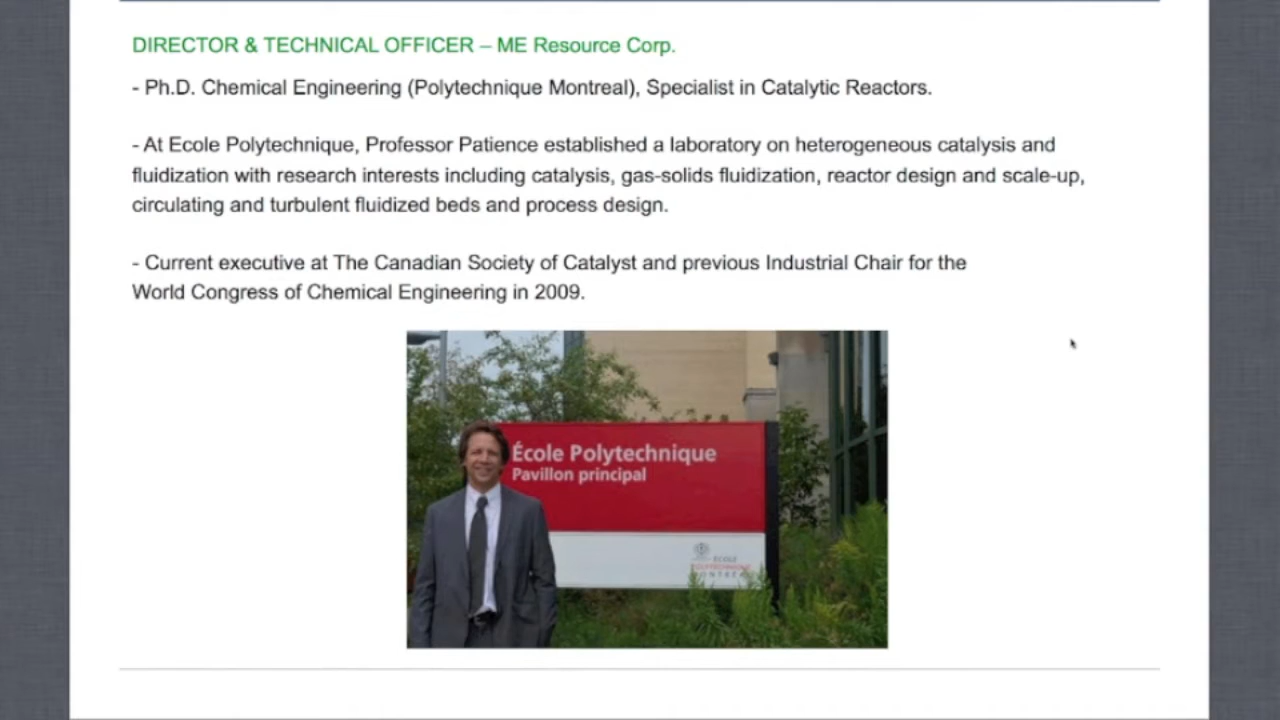 DIRECTOR & TECHNICAL OFFICER – ME Resource Corp.
- Ph.D. Chemical Engineering (Polytechnique Montreal), Specialist in Catalytic Reactors.
- At Ecole Polytechnique, Professor Patience established a laboratory on heterogeneous catalysis and
fluidization with research interests including catalysis, gas-solids fluidization, reactor design and scale-up,
circulating and turbulent fluidized beds and process design.
- Current executive at The Canadian Society of Catalyst and previous Industrial Chair for the
World Congress of Chemical Engineering in 2009.
École Polytechnique
Pavillon principal
ÉCOLE
POLYTECHNIQUE
MONTRÉAL